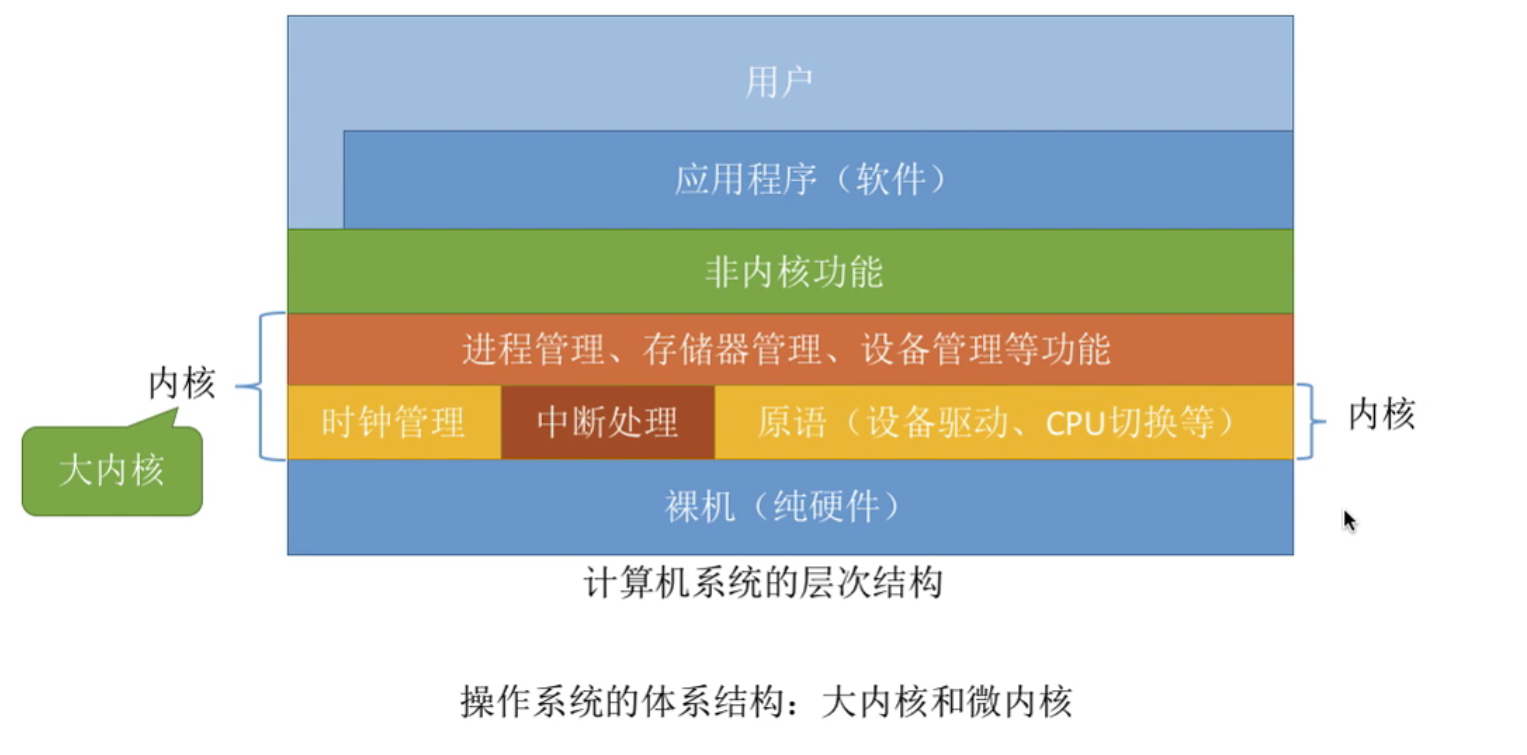 用户
应用程序（软件）
非内核功能
进程管理、存储器管理、设备管理等功能
内核
时钟管理
中断处理
原语（设备驱动、CPU切换等）
内核
大内核
裸机（纯硬件）
计算机系统的层次结构
操作系统的体系结构：大内核和微内核